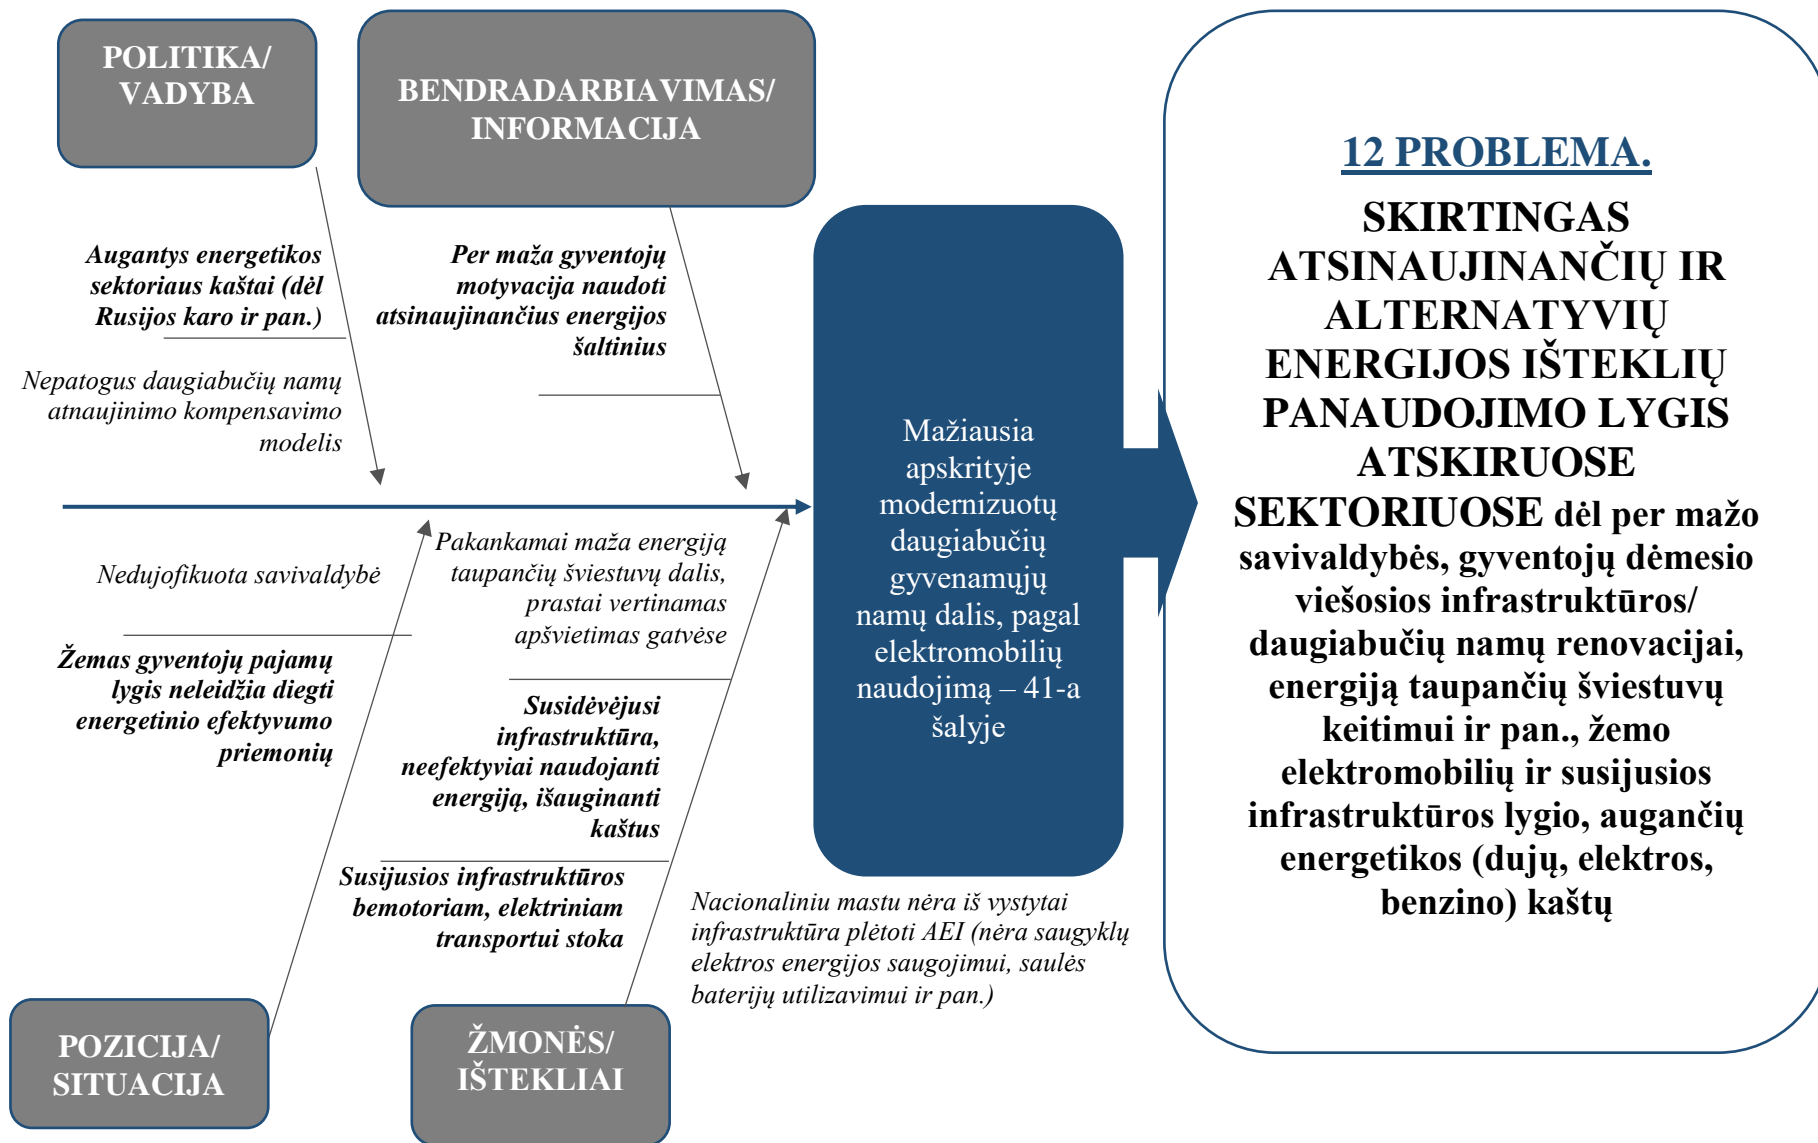 POLITIKA/
VADYBA
BENDRADARBIAVIMAS/
INFORMACIJA
Augantys energetikos
sektoriaus kaštai (dėl
Rusijos karo ir pan.)
Nepatogus daugiabučių namų
atnaujinimo kompensavimo
modelis
Per maža gyventojų
motyvacija naudoti
atsinaujinančius energijos
šaltinius
Nedujofikuota savivaldybė
Žemas gyventojų pajamų
lygis neleidžia diegti
energetinio efektyvumo
priemonių
Pakankamai maža energiją
taupančių šviestuvų dalis,
prastai vertinamas
apšvietimas gatvėse
Susidėvėjusi
infrastruktūra,
neefektyviai naudojanti
energiją, išauginanti
kaštus
Susijusios infrastruktūros
bemotoriam, elektriniam
transportui stoka
Nacionaliniu mastu nėra iš vystytai
infrastruktūra plėtoti AEI (nėra saugyklų
elektros energijos saugojimui, saulės
baterijų utilizavimui ir pan.)
POZICIJA/
SITUACIJA
ŽMONĖS/
IŠTEKLIAI
Mažiausia
apskrityje
modernizuotų
daugiabučių
gyvenamųjų
namų dalis, pagal
elektromobilių
naudojimą – 41-a
šalyje
12 PROBLEMA.
SKIRTINGAS
ATSINAUJINANČIŲ IR
ALTERNATYVIŲ
ENERGIJOS IŠTEKLIŲ
PANAUDOJIMO LYGIS
ATSKIRUOSE
SEKTORIUOSE dėl per mažo
savivaldybės, gyventojų dėmesio
viešosios infrastruktūros/
daugiabučių namų renovacijai,
energiją taupančių šviestuvų
keitimui ir pan., žemo
elektromobilių ir susijusios
infrastruktūros lygio, augančių
energetikos (dujų, elektros,
benzino) kaštų